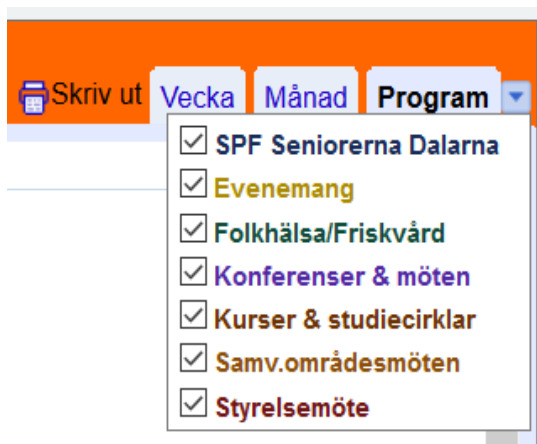 Skriv ut Vecka Månad Program
SPF Seniorerna Dalarna
Evenemang
Folkhälsa/Friskvård
Konferenser & möten
Kurser & studiecirklar
Samv.områdesmöten
Styrelsemöte